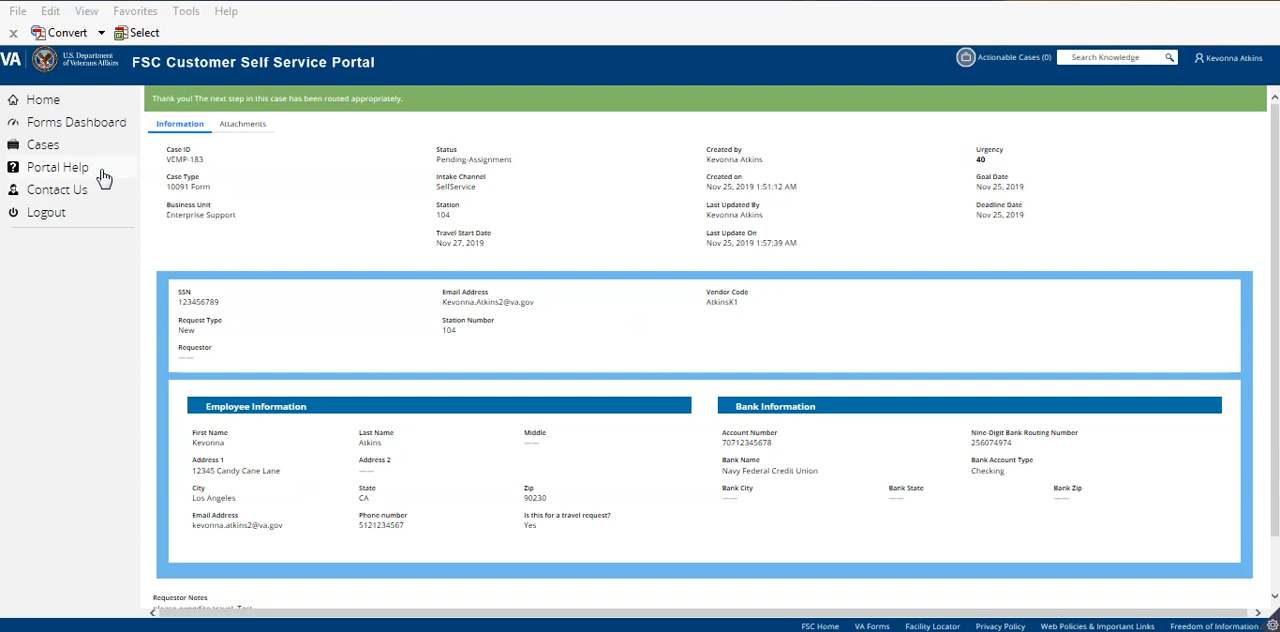 File Edit View Favorites Tools Help
x Convert Select
VA U.S. Department of Veterans Affairs FSC Customer Self Service Portal Actionable Cases (0) Search Knowledge Kevonna Atkins
Home
Forms Dashboard
Cases
Portal Help
Contact Us
Logout
Thank you! The next step in this case has been routed appropriately.
Information Attachments
Case ID Status Created by Urgency
VEMP-183 Pending-Assignment Kevonna Atkins 40
Case Type Intake Channel Created on Goal Date
10091 Form SelfService Nov 25, 2019 1:51:12 AM Nov 25, 2019
Business Unit Station Last Updated By Deadline Date
Enterprise Support 104 Kevonna Atkins Nov 25, 2019
Travel Start Date Last Update On
Nov 27, 2019 Nov 25, 2019 1:57:39 AM
SSN Email Address Vendor Code
123456789 Kevonna.Atkins2@va.gov AtkinsK1
Request Type Station Number
New 104
Requestor
——
Employee Information Bank Information
First Name Last Name Middle Account Number Nine-Digit Bank Routing Number
Kevonna Atkins —— 70712345678 256074974
Address 1 Address 2 Bank Name Bank Account Type
12345 Candy Cane Lane —— Navy Federal Credit Union Checking
City State Zip Bank City Bank State Bank Zip
Los Angeles CA 90230 —— —— ——
Email Address Phone number Is this for a travel request?
kevonna.atkins2@va.gov 5121234567 Yes
Requestor Notes
please expedite travel. Test
FSC Home VA Forms Facility Locator Privacy Policy Web Policies & Important Links Freedom of Information